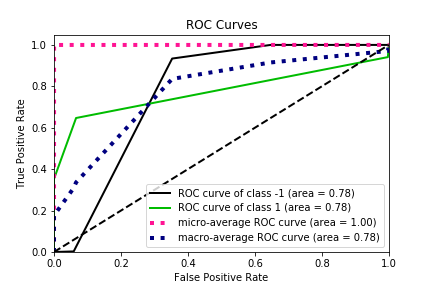 ROC Curves
True Positive Rate
1.0
0.8
0.6
0.4
0.2
0.0
ROC curve of class -1 (area = 0.78)
ROC curve of class 1 (area = 0.78)
micro-average ROC curve (area = 1.00)
macro-average ROC curve (area = 0.78)
0.0 0.2 0.4 0.6 0.8 1.0
False Positive Rate